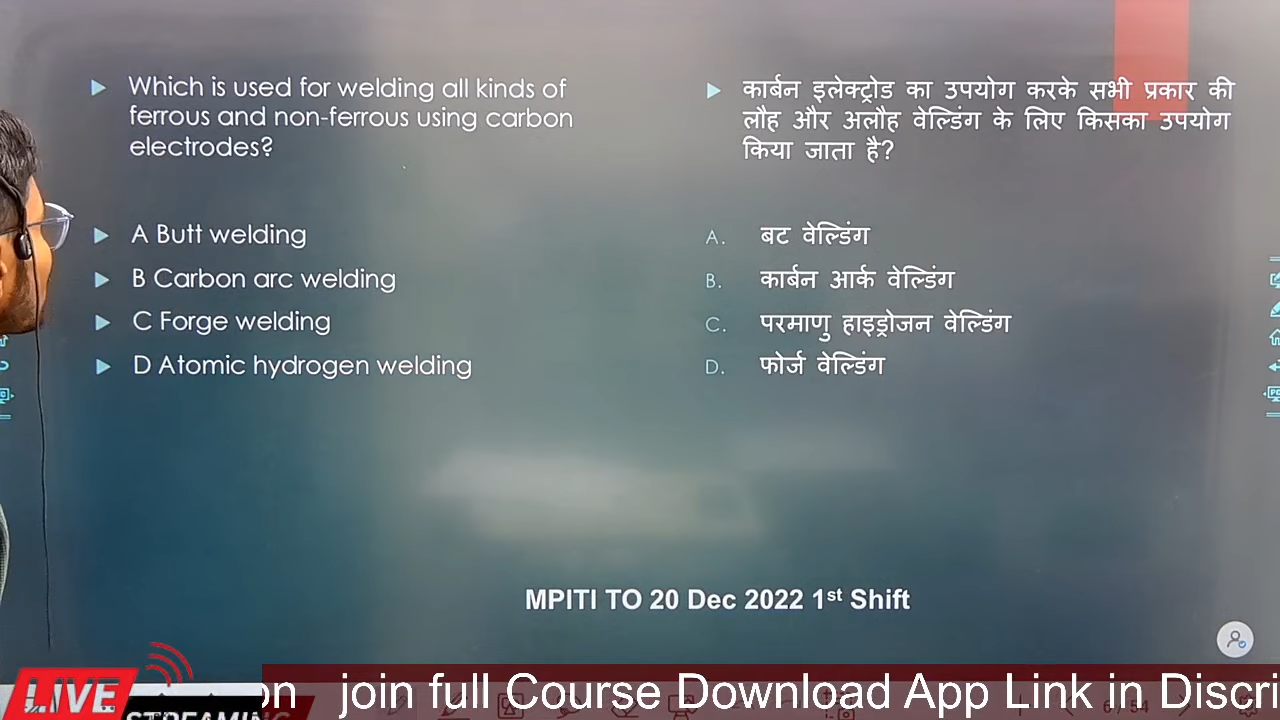 Which is used for welding all kinds of
ferrous and non-ferrous using carbon
electrodes?
A Butt welding
B Carbon arc welding
C Forge welding
D Atomic hydrogen welding
कार्बन इलेक्ट्रोड का उपयोग करके सभी प्रकार की
लौह और अलौह वेल्डिंग के लिए किसका उपयोग
किया जाता है?
A. बट वेल्डिंग
B. कार्बन आर्क वेल्डिंग
C. परमाणु हाइड्रोजन वेल्डिंग
D. फोर्ज वेल्डिंग
MPITI TO 20 Dec 2022 1st Shift
LIVE
STREAMING
on join full Course Download App Link in Discri